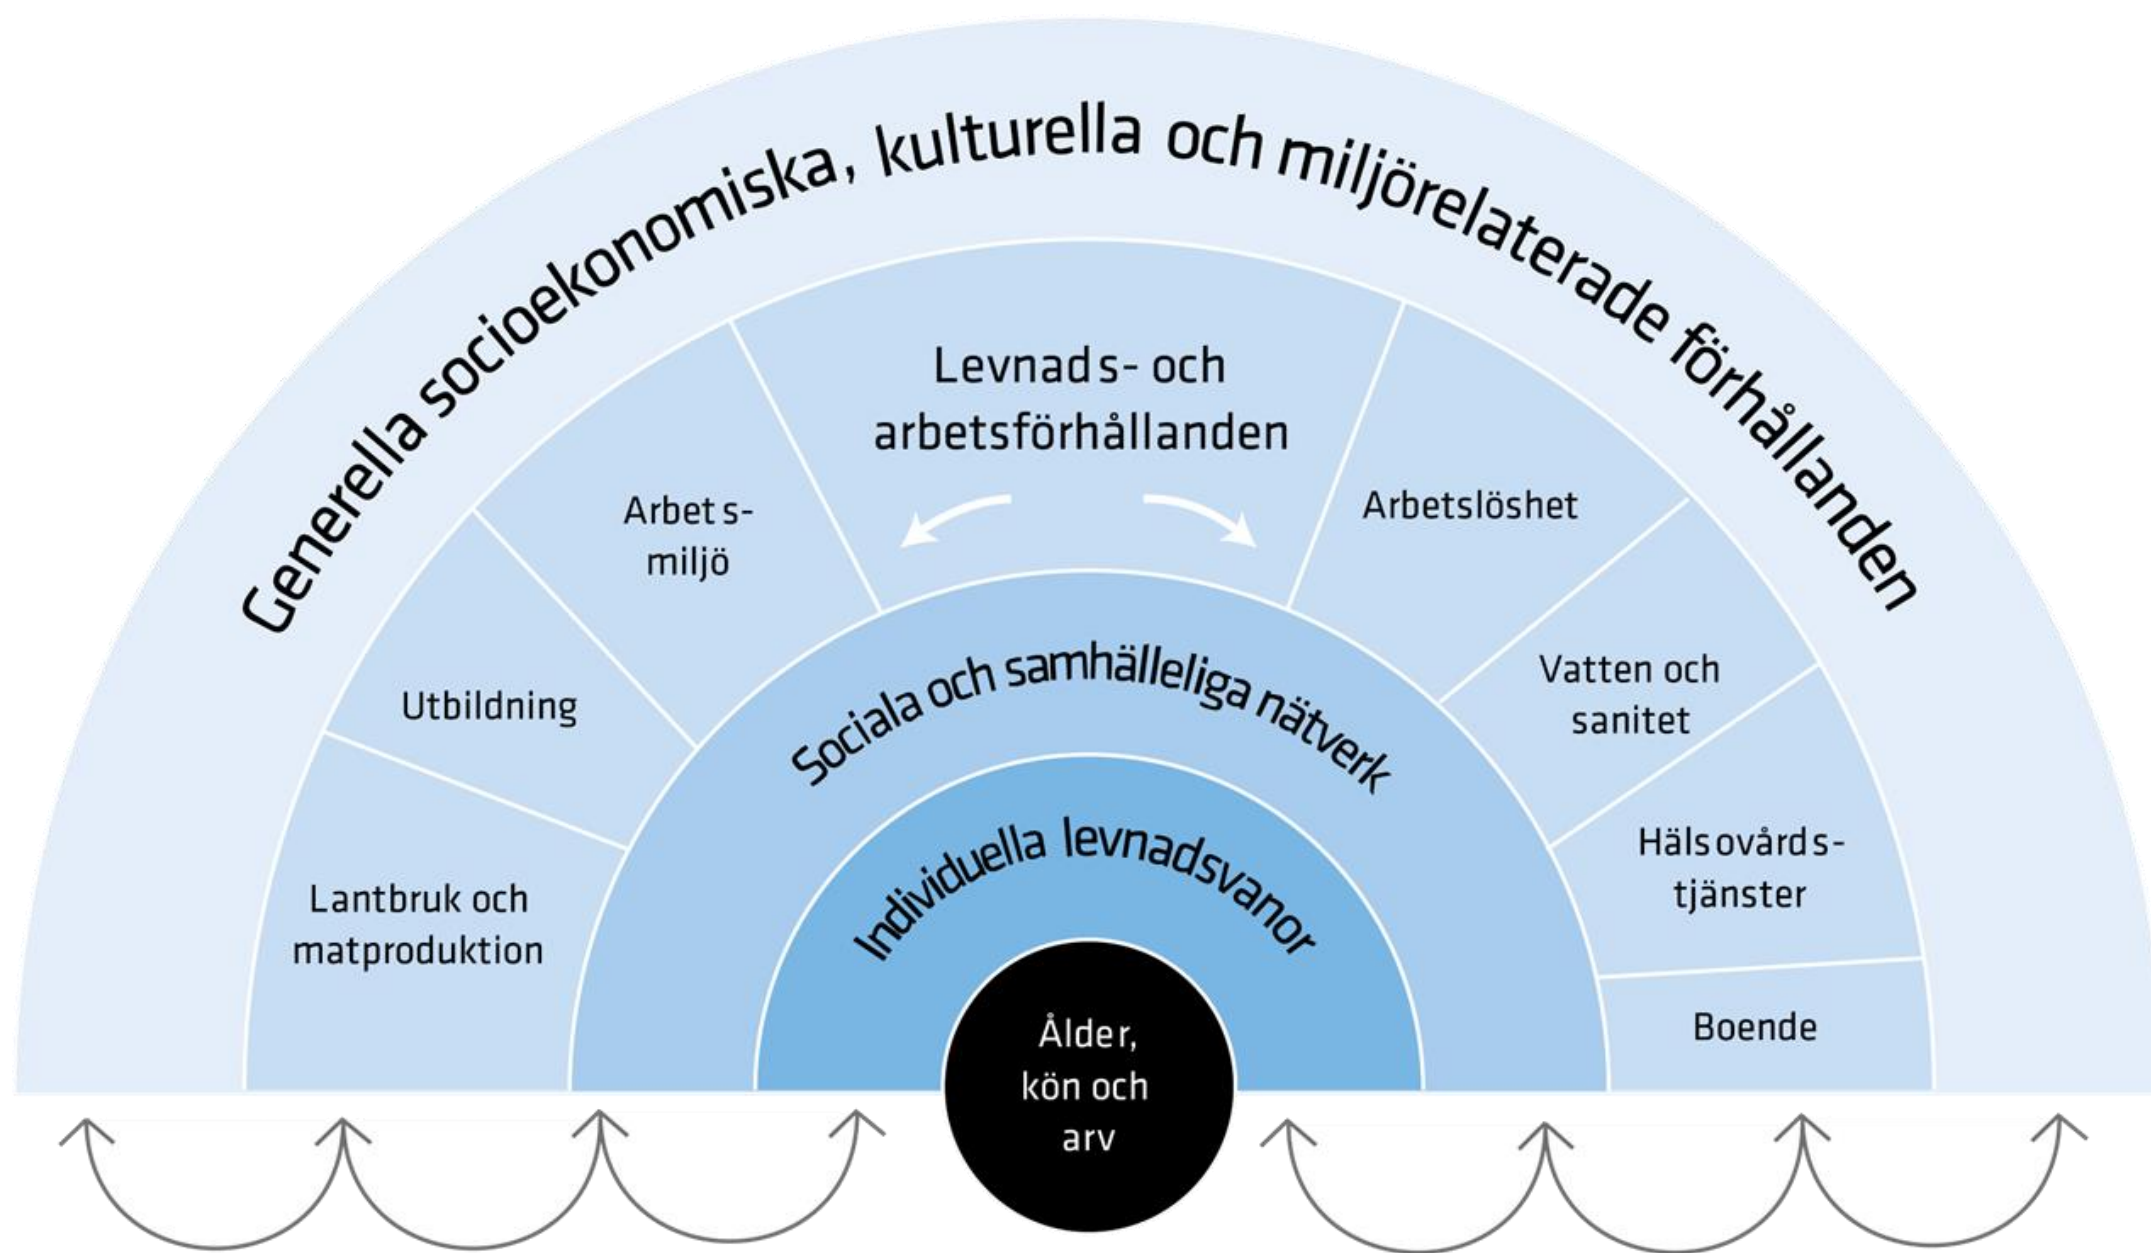 Generella socioekonomiska, kulturella och miljörelaterade förhållanden
Levnads- och
arbetsförhållanden
Arbets-
miljö
Arbetslöshet
Utbildning
Vatten och
sanitet
Lantbruk och
matproduktion
Hälsovårds-
tjänster
Boende
Sociala och samhälleliga nätverk
Individuella levnadsvanor
Ålder,
kön och
arv